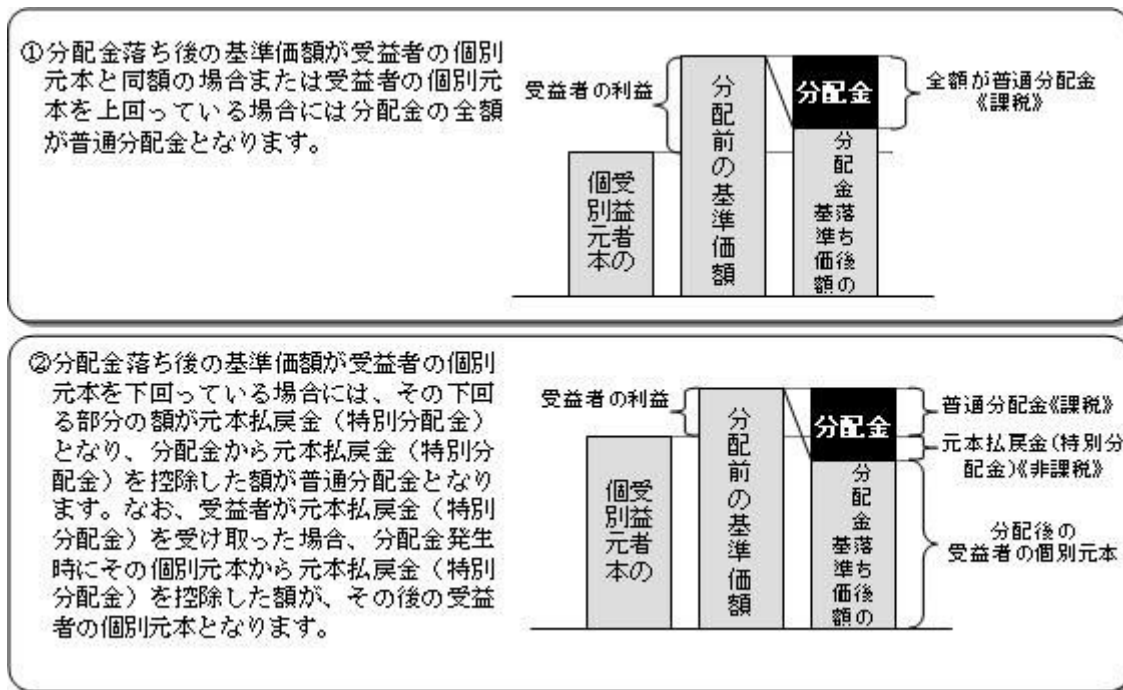 ①分配金落ち後の基準価額が受益者の個別
元本と同額の場合または受益者の個別元
本を上回っている場合には分配金の全額
が普通分配金となります。
受益者の利益
受益者の
個別元本
分配前の基準価額
分配金
分配金落ち後の
基準価額
全額が普通分配金
《課税》
②分配金落ち後の基準価額が受益者の個別
元本を下回っている場合には、その下回
る部分の額が元本払戻金（特別分配金）
となり、分配金から元本払戻金（特別分
配金）を控除した額が普通分配金となり
ます。なお、受益者が元本払戻金（特別
分配金）を受け取った場合、分配金発生
時にその個別元本から元本払戻金（特別
分配金）を控除した額が、その後の受益
者の個別元本となります。
受益者の利益
受益者の
個別元本
分配前の基準価額
分配金
分配金落ち後の
基準価額
普通分配金《課税》
元本払戻金(特別分
配金)《非課税》
分配後の
受益者の個別元本